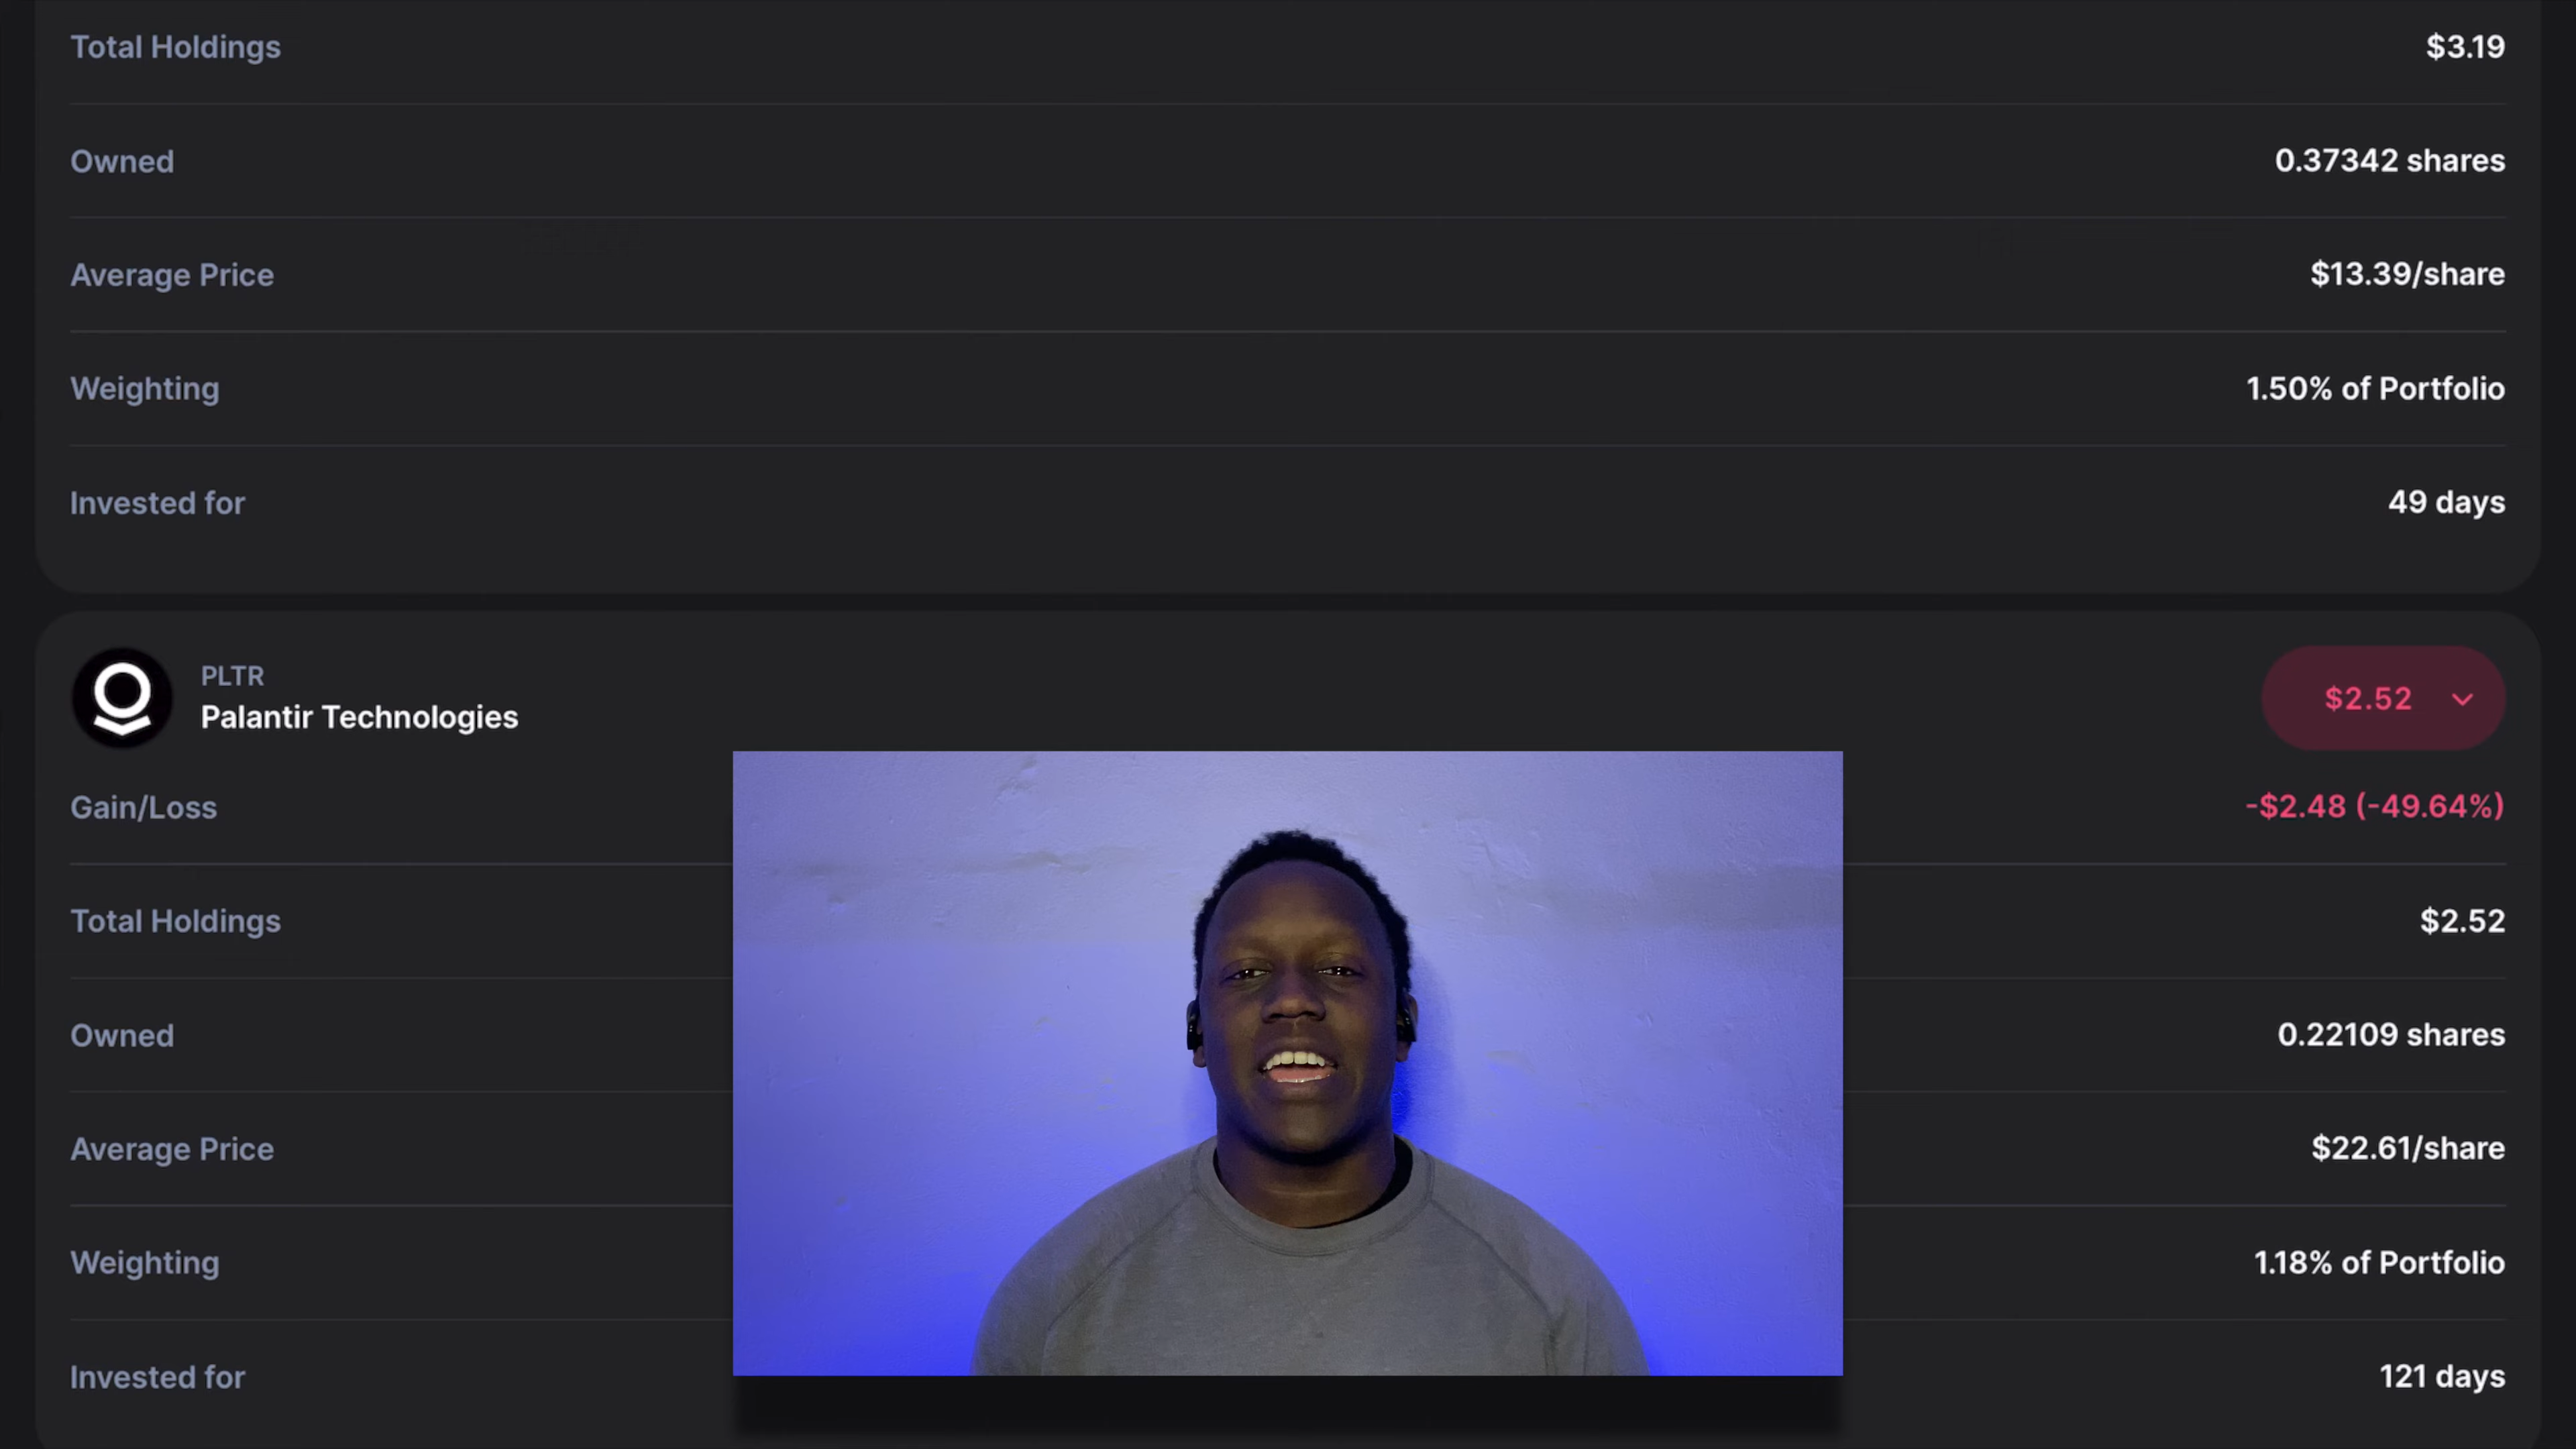 Total Holdings $3.19
Owned 0.37342 shares
Average Price $13.39/share
Weighting 1.50% of Portfolio
Invested for 49 days
PLTR
Palantir Technologies $2.52
Gain/Loss -$2.48 (-49.64%)
Total Holdings $2.52
Owned 0.22109 shares
Average Price $22.61/share
Weighting 1.18% of Portfolio
Invested for 121 days